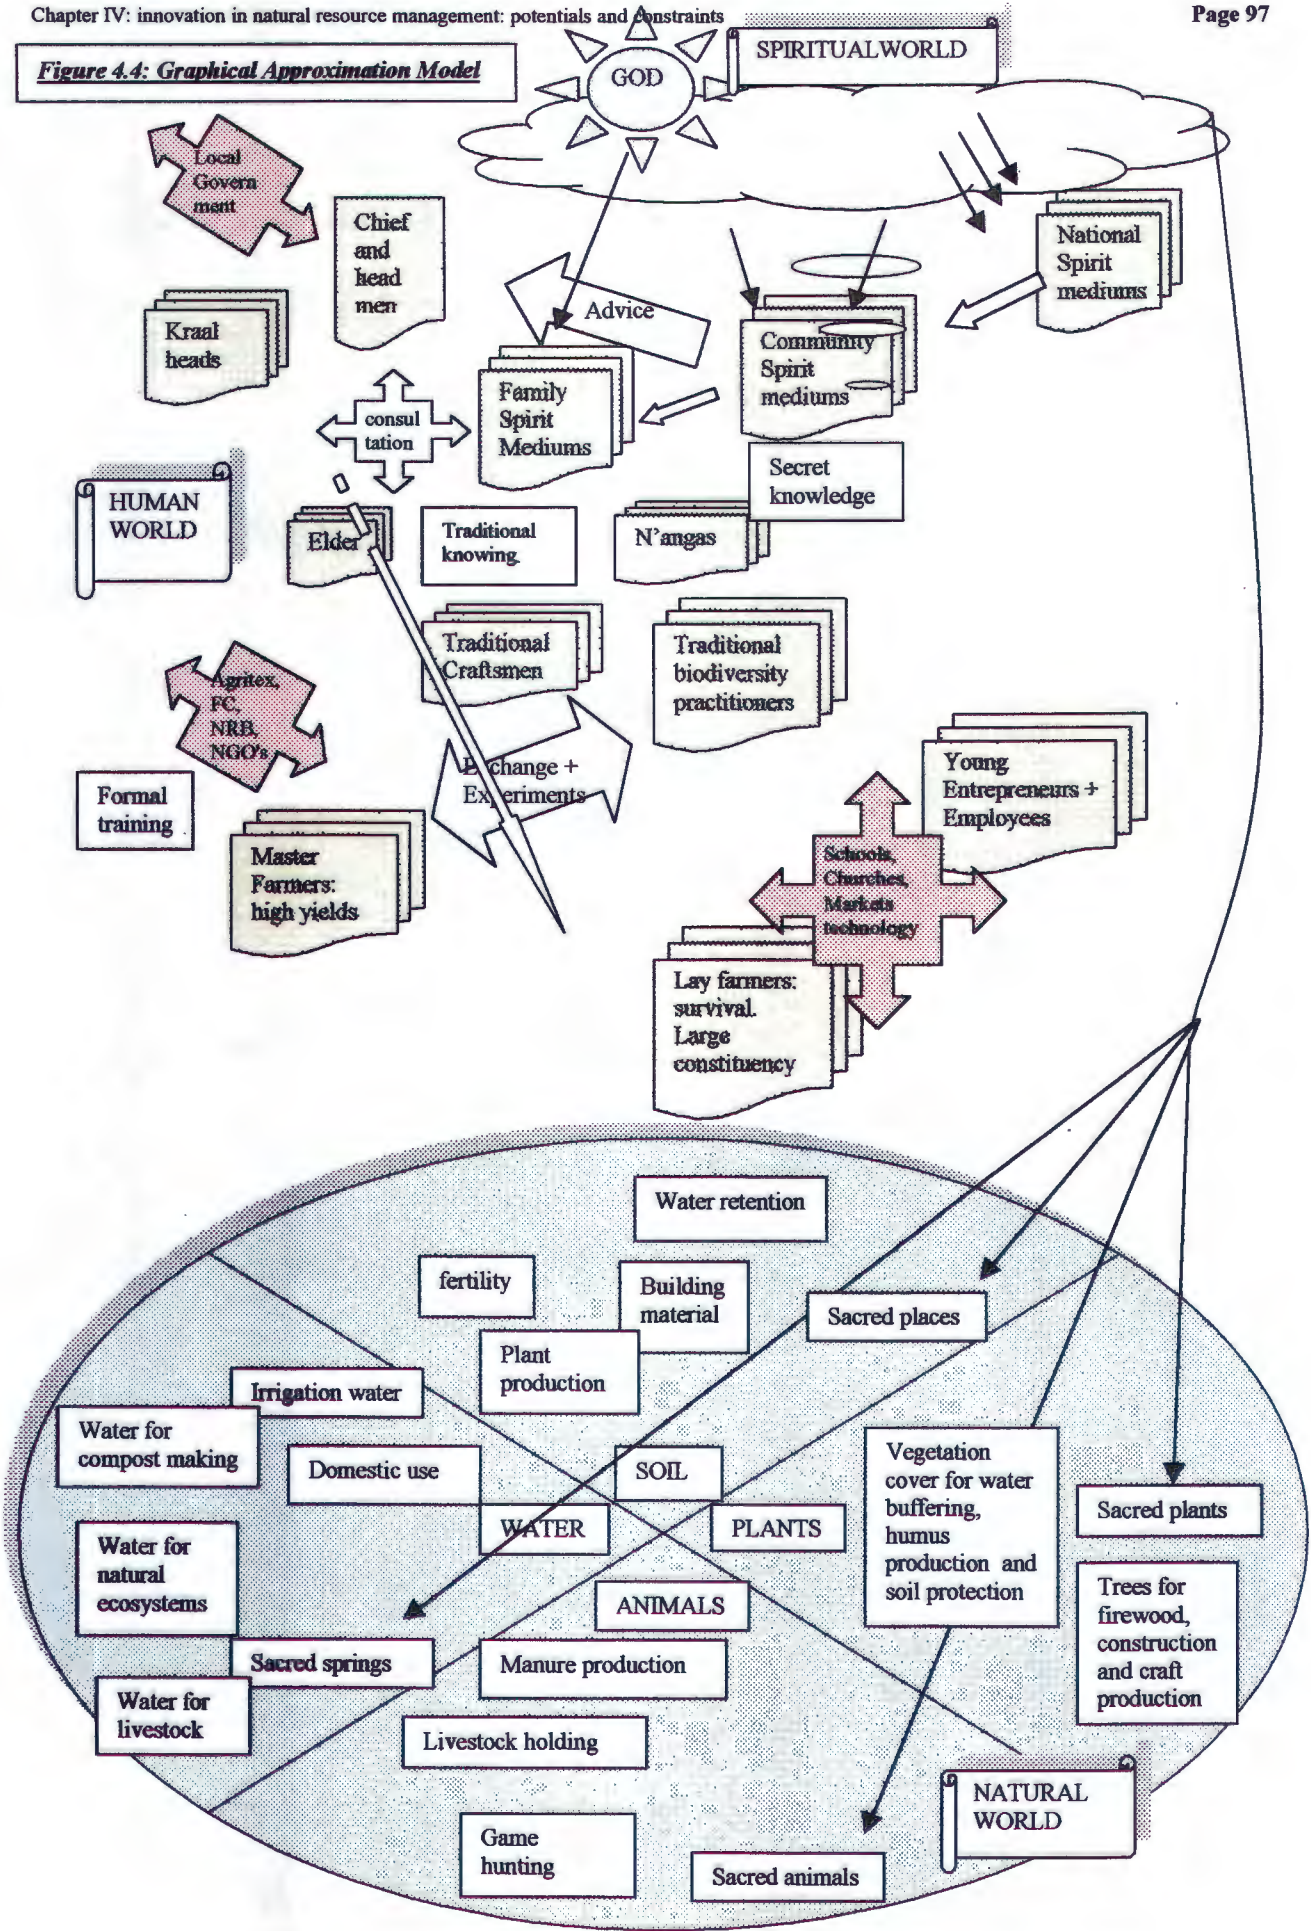 Chapter IV: innovation in natural resource management: potentials and constraints
Page 97
Figure 4.4: Graphical Approximation Model
GOD
SPIRITUALWORLD
Local
Govern
ment
Chief
and
head
men
National
Spirit
mediums
Kraal
heads
Advice
Community
Spirit
mediums
Family
Spirit
Mediums
consul
tation
Secret
knowledge
HUMAN
WORLD
Elder
Traditional
knowing.
N'angas
Traditional
Craftsmen
Traditional
biodiversity
practitioners
Agritex,
FC,
NRB,
NGO's
Exchange +
Experiments
Formal
training
Young
Entrepreneurs +
Employees
Master
Farmers:
high yields
Schools,
Churches,
Markets
technology
Lay farmers:
survival.
Large
constituency
Water retention
fertility
Building
material
Sacred places
Plant
production
Irrigation water
Water for
compost making
Domestic use
SOIL
Vegetation
cover for water
buffering,
humus
production and
soil protection
Sacred plants
WATER
PLANTS
Water for
natural
ecosystems
ANIMALS
Trees for
firewood,
construction
and craft
production
Sacred springs
Manure production
Water for
livestock
Livestock holding
NATURAL
WORLD
Game
hunting
Sacred animals